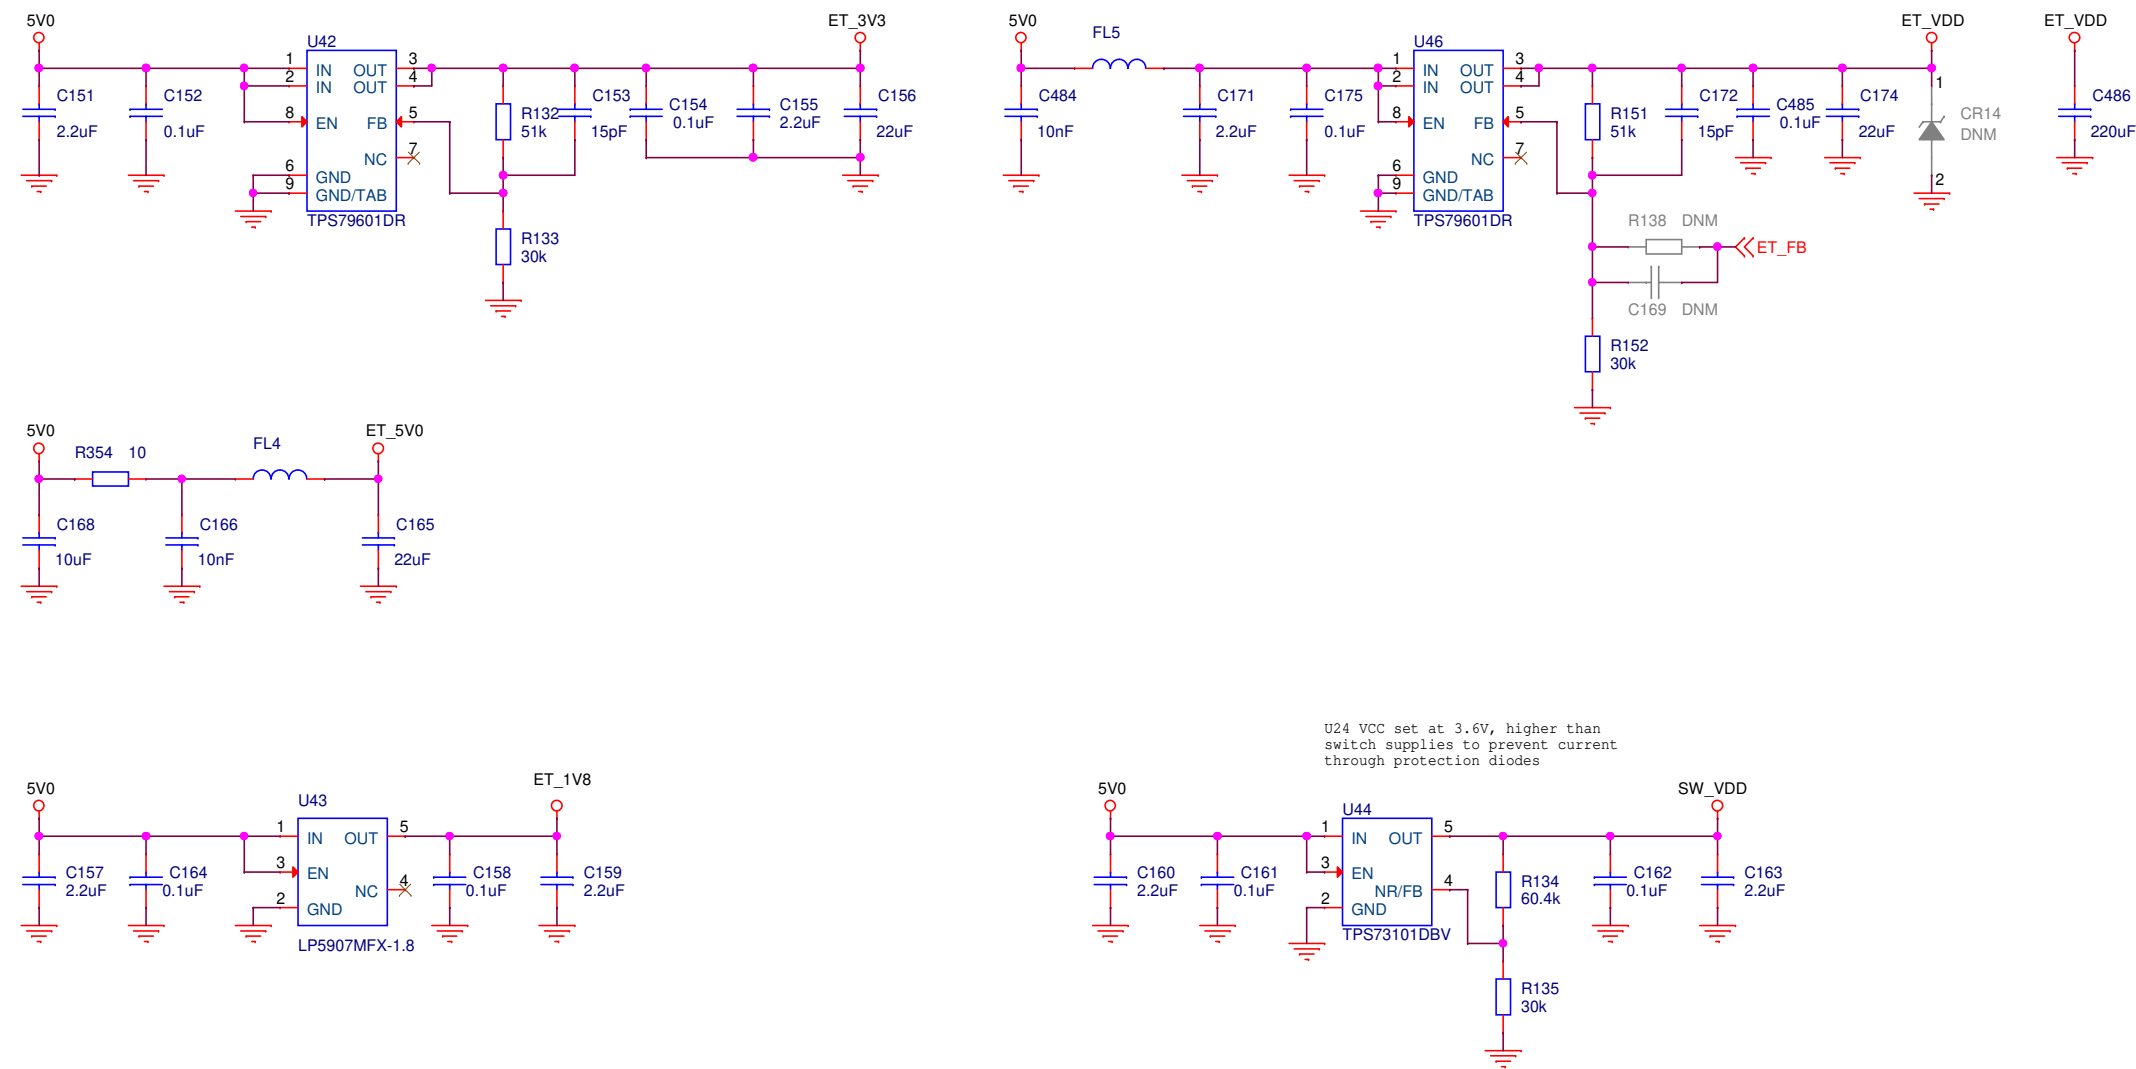 5V0
ET_3V3
U42
1 IN OUT 3
2 IN OUT 4
8 EN FB 5
NC 7
6 GND
9 GND/TAB
TPS79601DR
C151
2.2uF
C152
0.1uF
R132
51k
C153
15pF
C154
0.1uF
C155
2.2uF
C156
22uF
R133
30k
5V0
FL5
ET_VDD
ET_VDD
U46
1 IN OUT 3
2 IN OUT 4
8 EN FB 5
NC 7
6 GND
9 GND/TAB
TPS79601DR
C484
10nF
C171
2.2uF
C175
0.1uF
R151
51k
C172
15pF
C485
0.1uF
C174
22uF
1
CR14
DNM
2
C486
220uF
R138 DNM
ET_FB
C169 DNM
R152
30k
5V0
R354 10
FL4
ET_5V0
C168
10uF
C166
10nF
C165
22uF
5V0
ET_1V8
U43
1 IN OUT 5
3 EN
NC 4
2 GND
LP5907MFX-1.8
C157
2.2uF
C164
0.1uF
C158
0.1uF
C159
2.2uF
U24 VCC set at 3.6V, higher than
switch supplies to prevent current
through protection diodes
5V0
SW_VDD
U44
1 IN OUT 5
3 EN
NR/FB 4
2 GND
TPS73101DBV
C160
2.2uF
C161
0.1uF
R134
60.4k
C162
0.1uF
C163
2.2uF
R135
30k